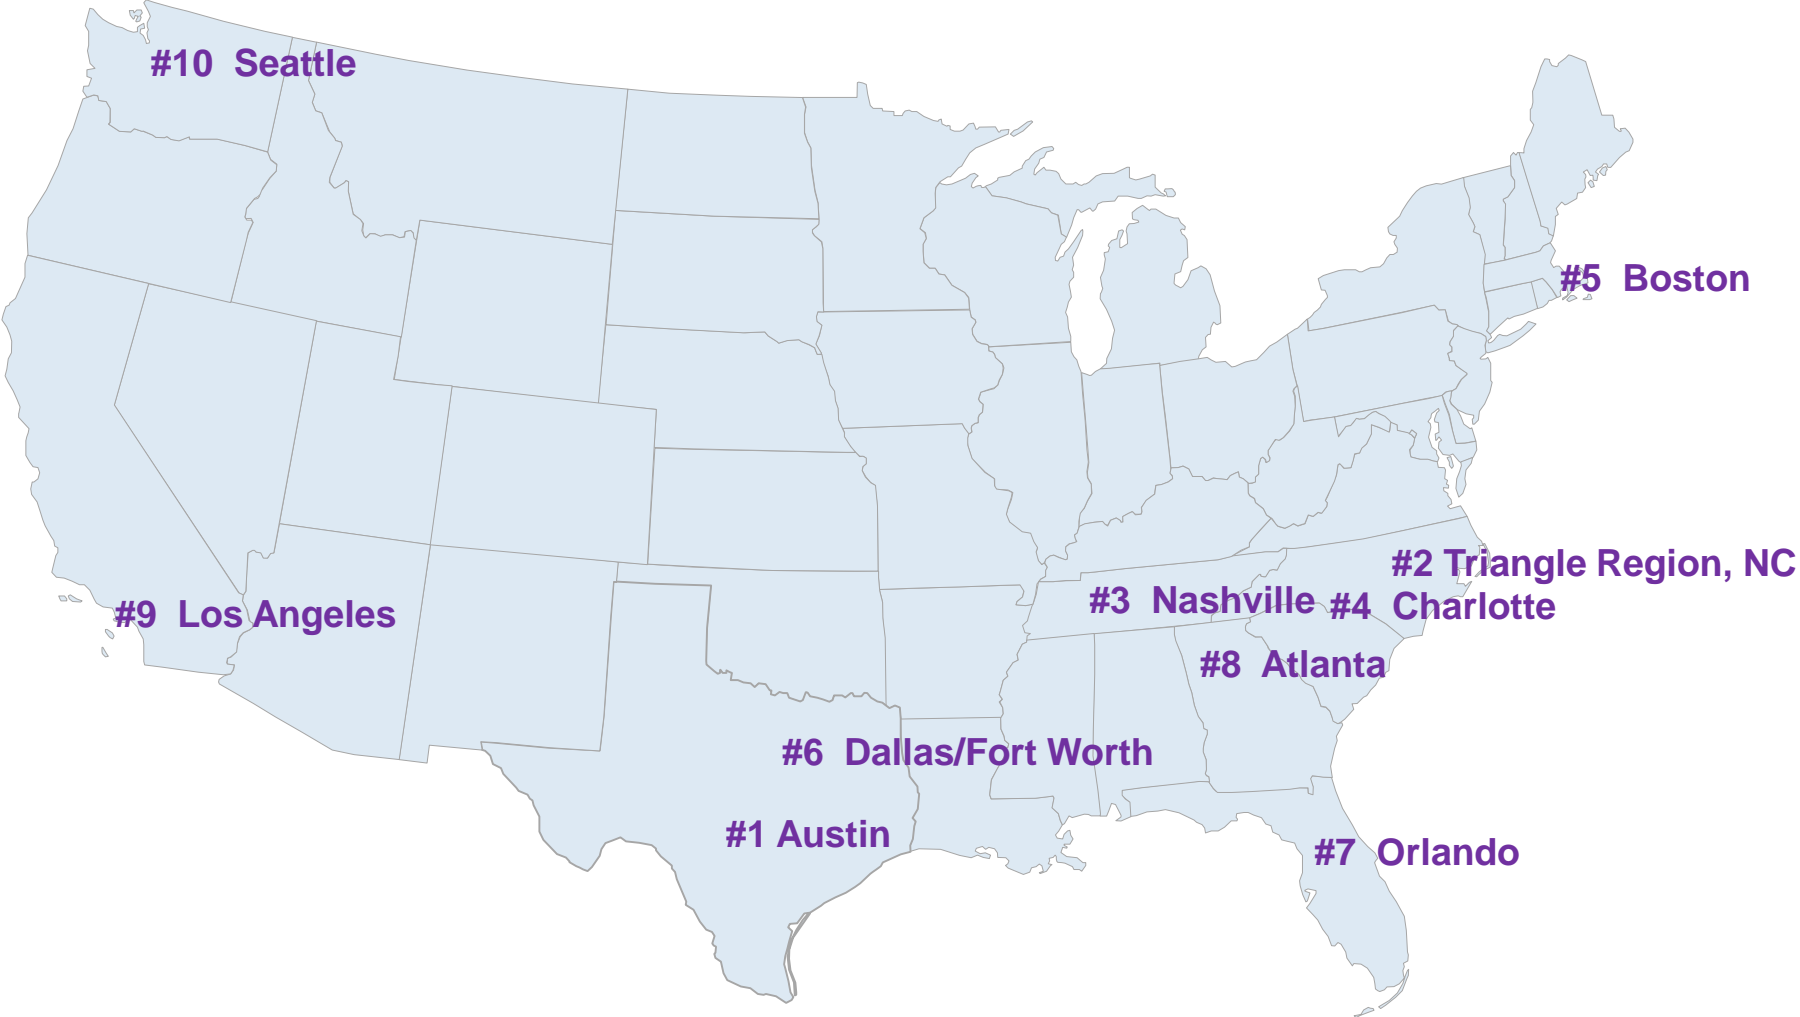 #10 Seattle
#5 Boston
#2 Triangle Region, NC
#3 Nashville
#4 Charlotte
#9 Los Angeles
#8 Atlanta
#6 Dallas/Fort Worth
#1 Austin
#7 Orlando